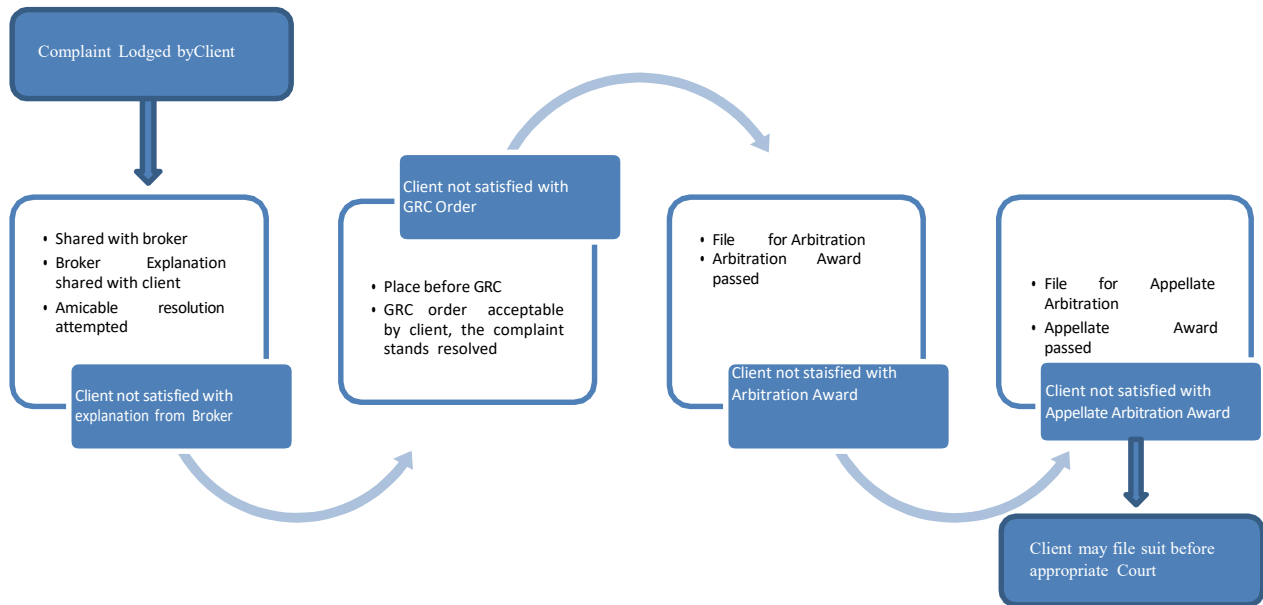 Complaint Lodged byClient
• Shared with broker
• Broker Explanation
shared with client
• Amicable resolution
attempted
Client not satisfied with
explanation from Broker
Client not satisfied with
GRC Order
• Place before GRC
• GRC order acceptable
by client, the complaint
stands resolved
• File for Arbitration
• Arbitration Award
passed
Client not staisfied with
Arbitration Award
• File for Appellate
Arbitration
• Appellate Award
passed
Client not satisfied with
Appellate Arbitration Award
Client may file suit before
appropriate Court